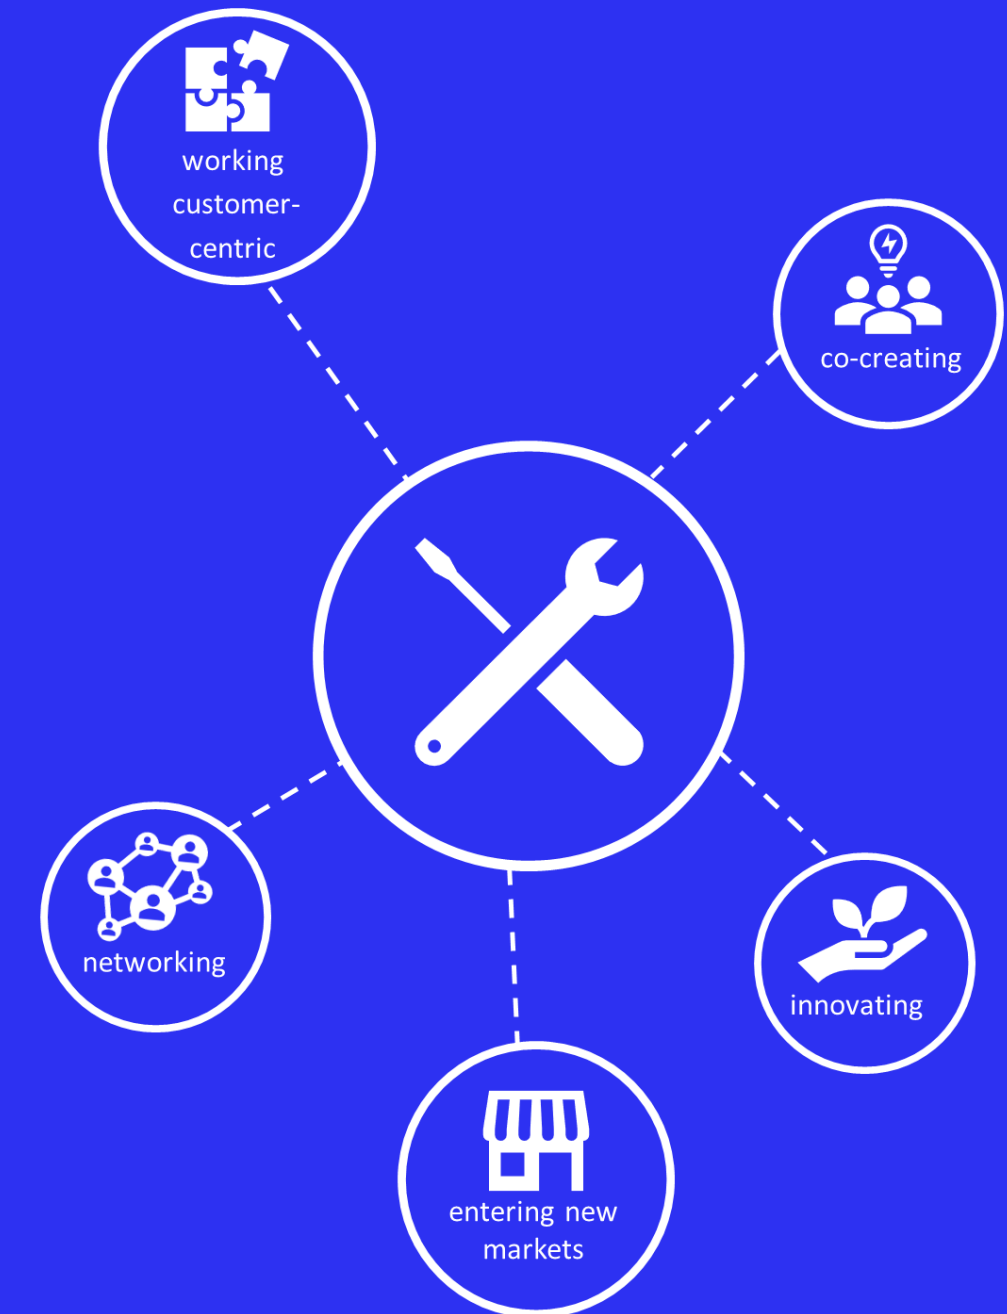 working
customer-
centric
co-creating
networking
innovating
entering new
markets